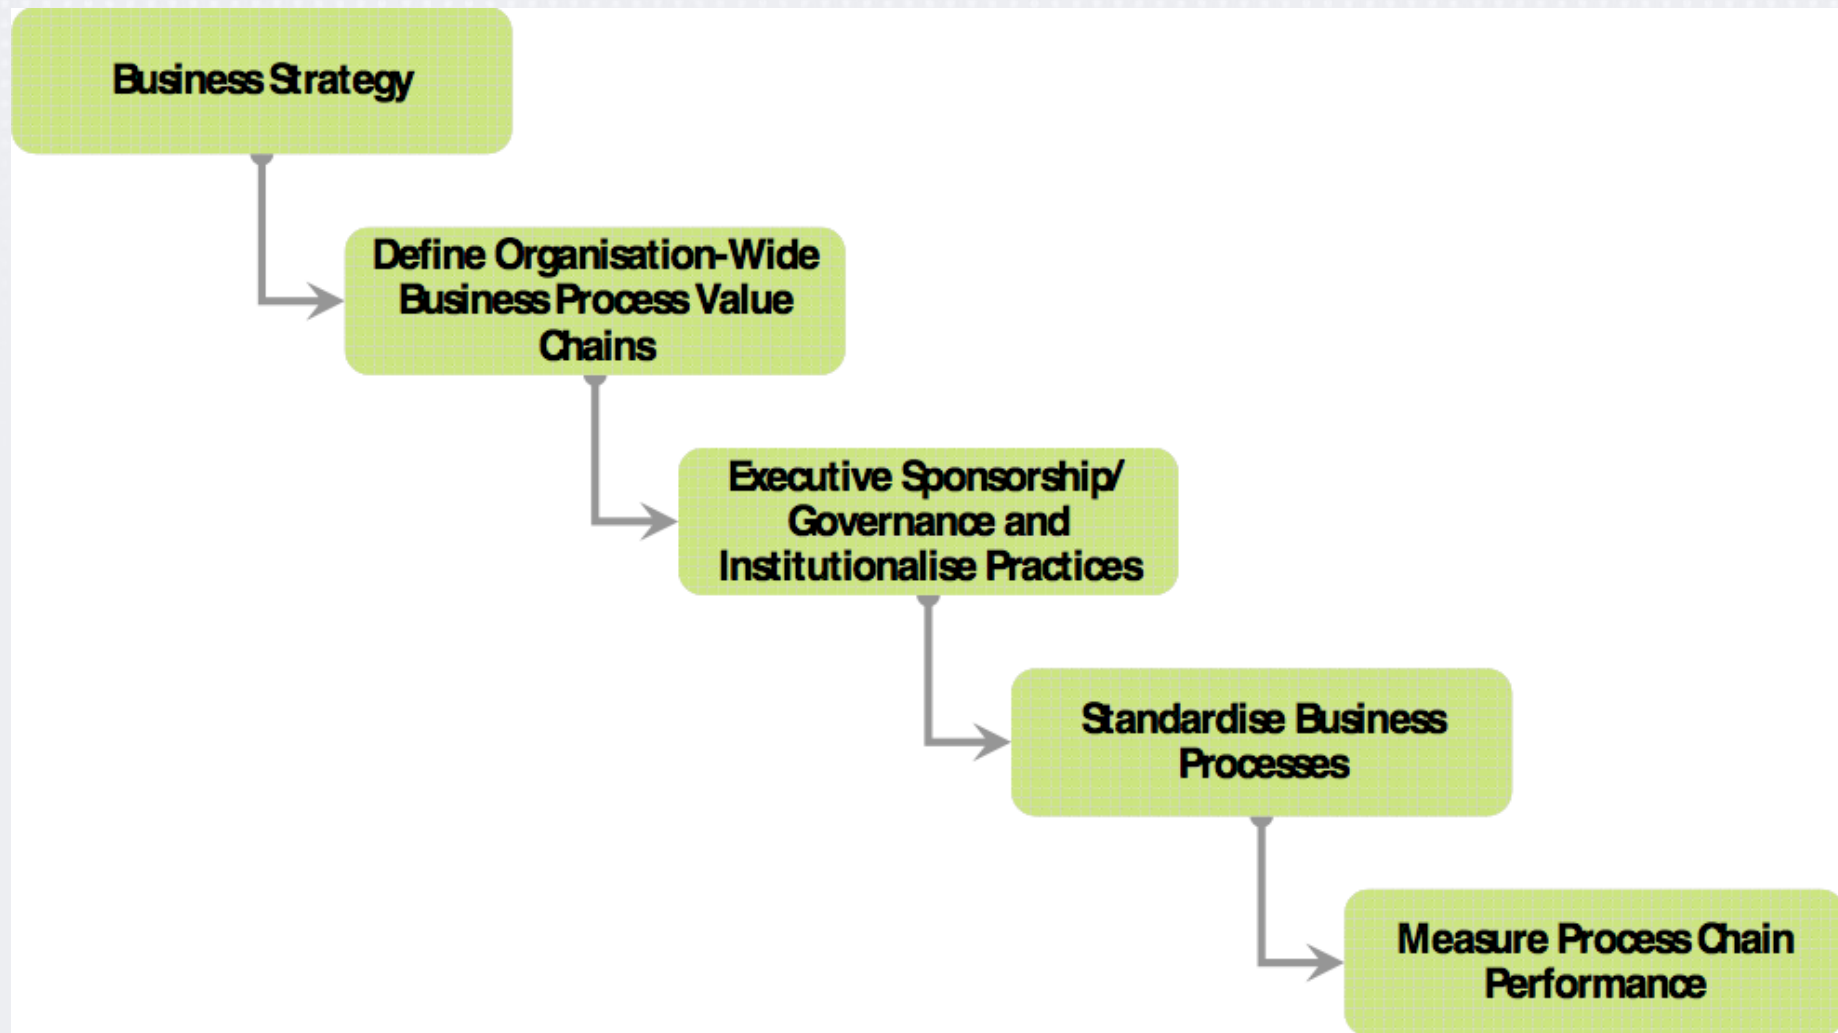 Business Strategy
Define Organisation-Wide
Business Process Value
Chains
Executive Sponsorship/
Governance and
Institutionalise Practices
Standardise Business
Processes
Measure Process Chain
Performance